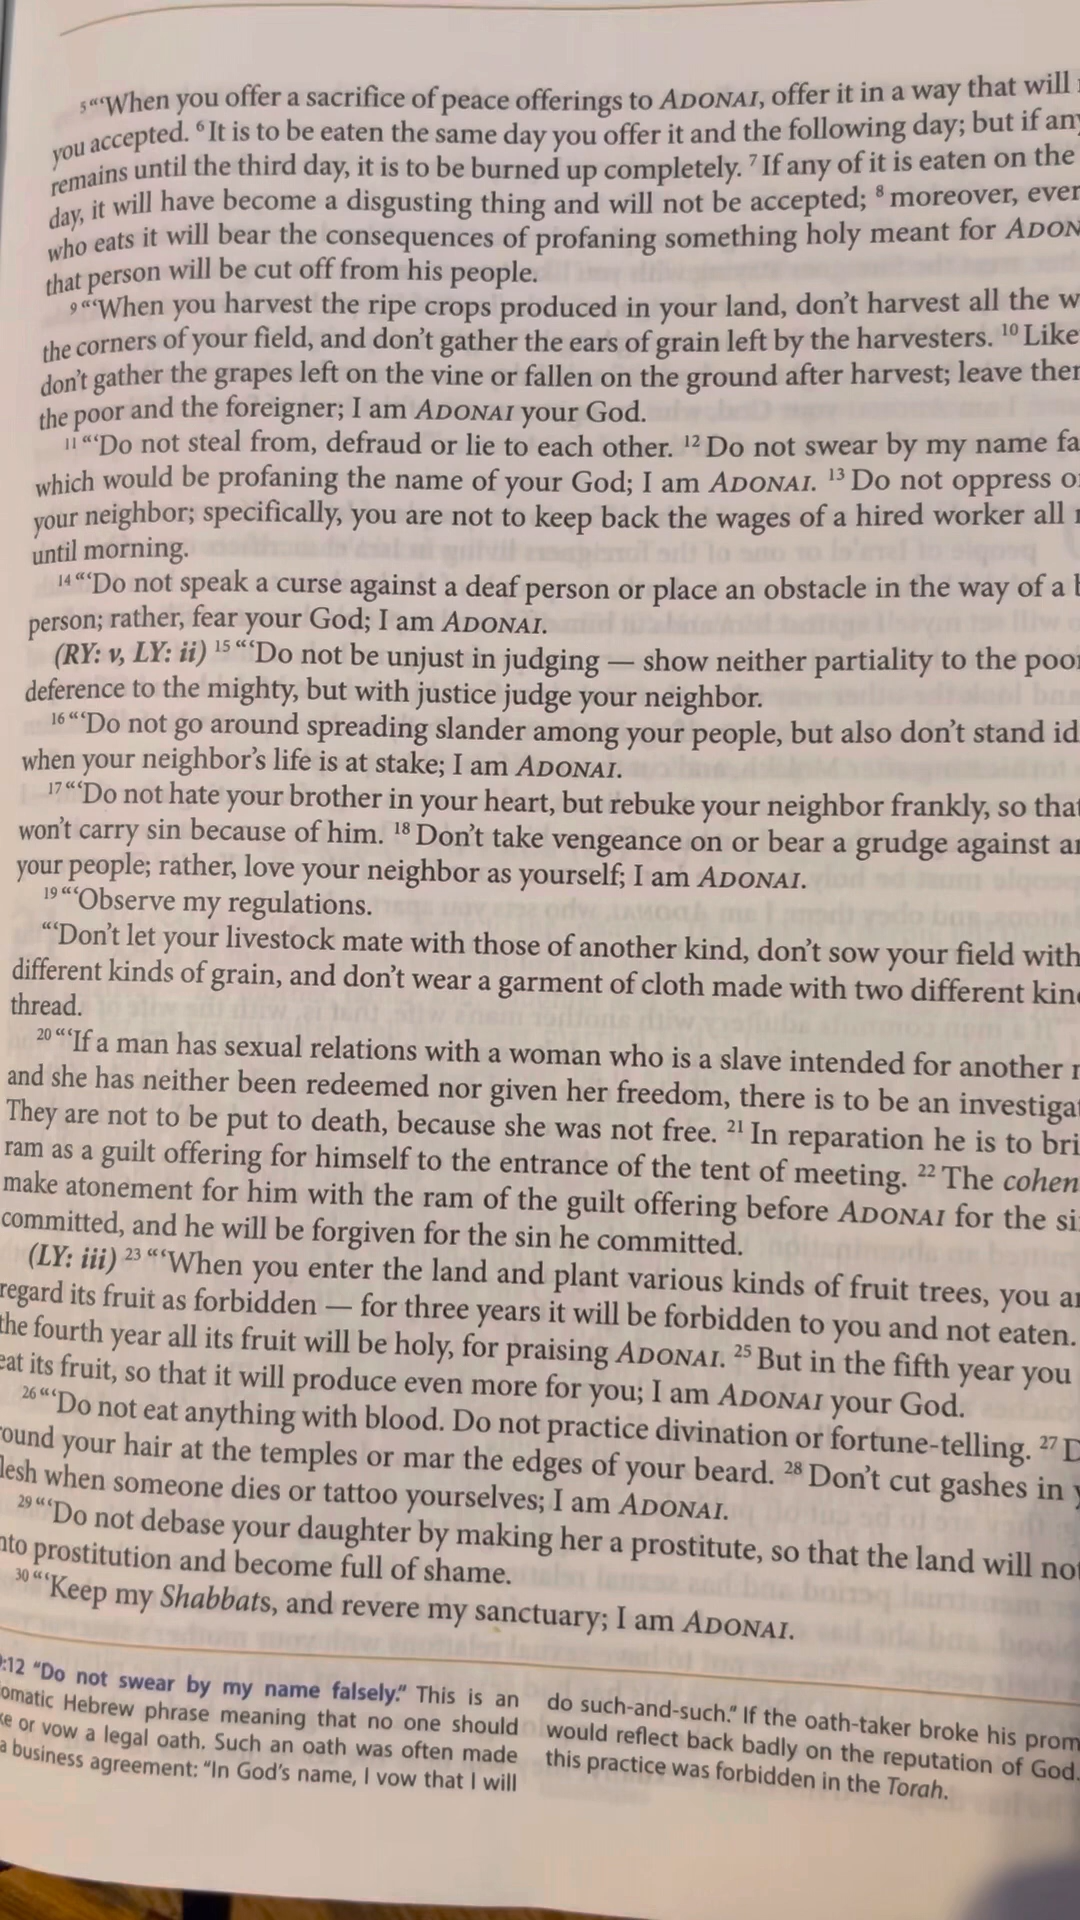 5 “‘When you offer a sacrifice of peace offerings to ADONAI, offer it in a way that will
you accepted. 6 It is to be eaten the same day you offer it and the following day; but if any
remains until the third day, it is to be burned up completely. 7 If any of it is eaten on the
day, it will have become a disgusting thing and will not be accepted; 8 moreover, ever
who eats it will bear the consequences of profaning something holy meant for ADON
that person will be cut off from his people.
9 “‘When you harvest the ripe crops produced in your land, don’t harvest all the w
the corners of your field, and don’t gather the ears of grain left by the harvesters. 10 Like
don’t gather the grapes left on the vine or fallen on the ground after harvest; leave ther
the poor and the foreigner; I am ADONAI your God.
11 “‘Do not steal from, defraud or lie to each other. 12 Do not swear by my name fa
which would be profaning the name of your God; I am ADONAI. 13 Do not oppress o
your neighbor; specifically, you are not to keep back the wages of a hired worker all
until morning.
14 “‘Do not speak a curse against a deaf person or place an obstacle in the way of a
person; rather, fear your God; I am ADONAI.
(RY: v, LY: ii) 15 “‘Do not be unjust in judging — show neither partiality to the poor
deference to the mighty, but with justice judge your neighbor.
16 “‘Do not go around spreading slander among your people, but also don’t stand id
when your neighbor’s life is at stake; I am ADONAI.
17 “‘Do not hate your brother in your heart, but rebuke your neighbor frankly, so that
won’t carry sin because of him. 18 Don’t take vengeance on or bear a grudge against
your people; rather, love your neighbor as yourself; I am ADONAI.
19 “‘Observe my regulations.
“‘Don’t let your livestock mate with those of another kind, don’t sow your field with
different kinds of grain, and don’t wear a garment of cloth made with two different kin
thread.
20 “‘If a man has sexual relations with a woman who is a slave intended for another
and she has neither been redeemed nor given her freedom, there is to be an investiga
They are not to be put to death, because she was not free. 21 In reparation he is to bri
ram as a guilt offering for himself to the entrance of the tent of meeting. 22 The cohen
make atonement for him with the ram of the guilt offering before ADONAI for the si
committed, and he will be forgiven for the sin he committed.
(LY: iii) 23 “‘When you enter the land and plant various kinds of fruit trees, you ar
regard its fruit as forbidden — for three years it will be forbidden to you and not eaten.
the fourth year all its fruit will be holy, for praising ADONAI. 25 But in the fifth year you
eat its fruit, so that it will produce even more for you; I am ADONAI your God.
26 “‘Do not eat anything with blood. Do not practice divination or fortune-telling. 27 D
ound your hair at the temples or mar the edges of your beard. 28 Don’t cut gashes in
lesh when someone dies or tattoo yourselves; I am ADONAI.
29 “‘Do not debase your daughter by making her a prostitute, so that the land will not
nto prostitution and become full of shame.
30 “‘Keep my Shabbats, and revere my sanctuary; I am ADONAI.
:12 “Do not swear by my name falsely.” This is an
omatic Hebrew phrase meaning that no one should
ke or vow a legal oath. Such an oath was often made
a business agreement: “In God’s name, I vow that I will
do such-and-such.” If the oath-taker broke his prom
would reflect back badly on the reputation of God.
this practice was forbidden in the Torah.